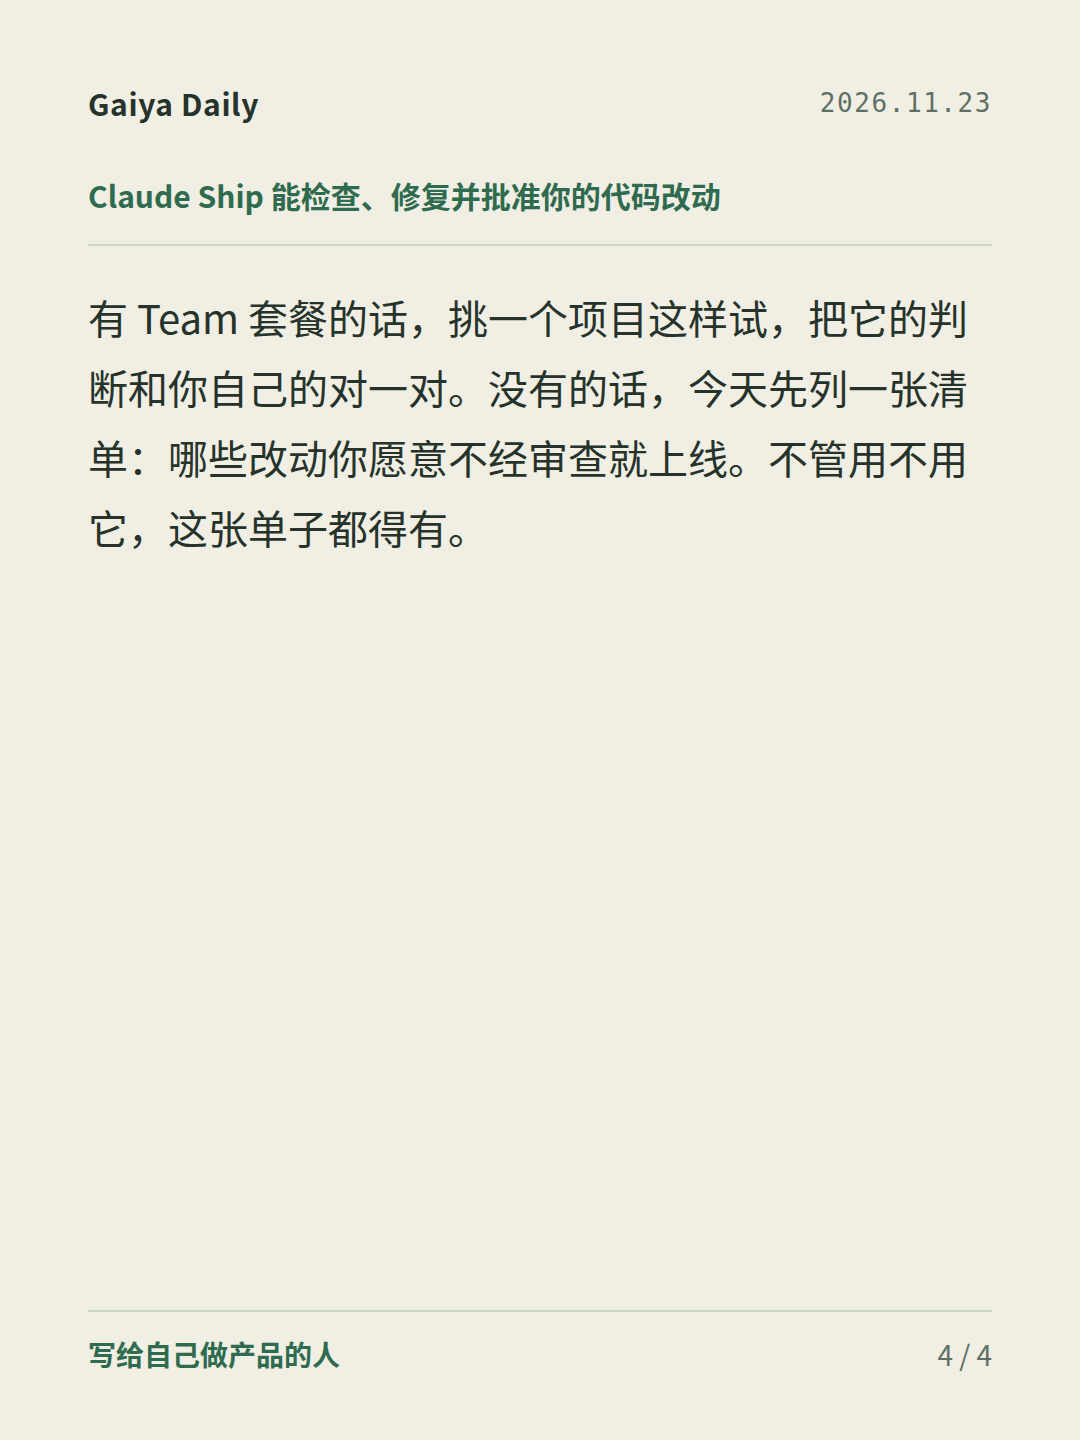 Gaiya Daily
2026.11.23
Claude Ship 能检查、修复并批准你的代码改动
有 Team 套餐的话，挑一个项目这样试，把它的判
断和你自己的对一对。没有的话，今天先列一张清
单：哪些改动你愿意不经审查就上线。不管用不用
它，这张单子都得有。
写给自己做产品的人
4 / 4